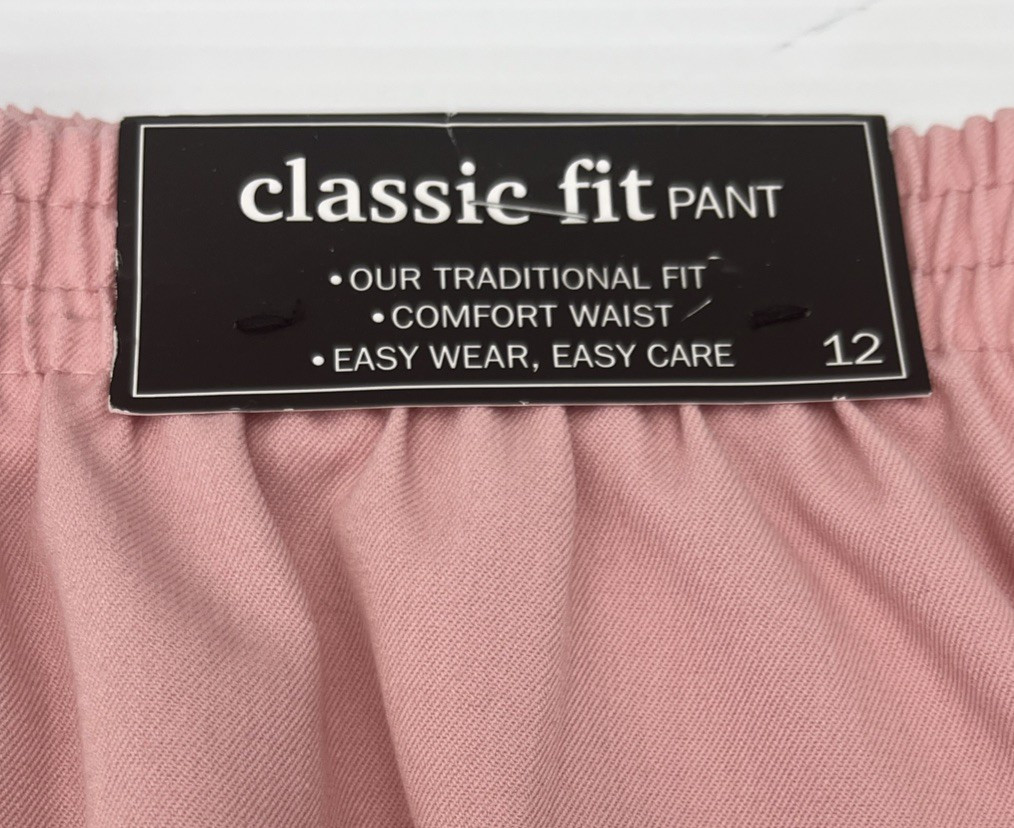 classic fit PANT
• OUR TRADITIONAL FIT
• COMFORT WAIST
• EASY WEAR, EASY CARE
12